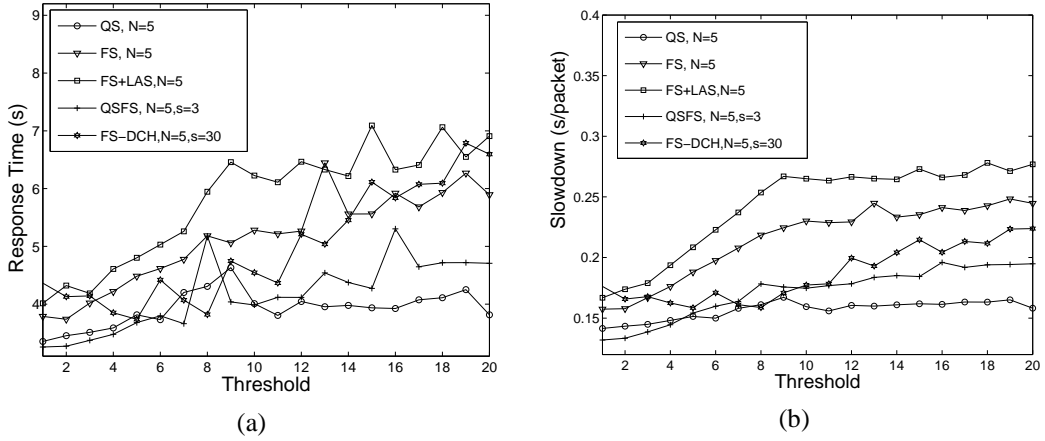 9
8
7
6
5
4
2 4 6 8 10 12 14 16 18 20
Response Time (s)
Threshold
QS, N=5
FS, N=5
FS+LAS,N=5
QSFS, N=5,s=3
FS−DCH,N=5,s=30
(a)
0.4
0.35
0.3
0.25
0.2
0.15
2 4 6 8 10 12 14 16 18 20
Slowdown (s/packet)
Threshold
QS, N=5
FS, N=5
FS+LAS,N=5
QSFS, N=5,s=3
FS−DCH,N=5,s=30
(b)